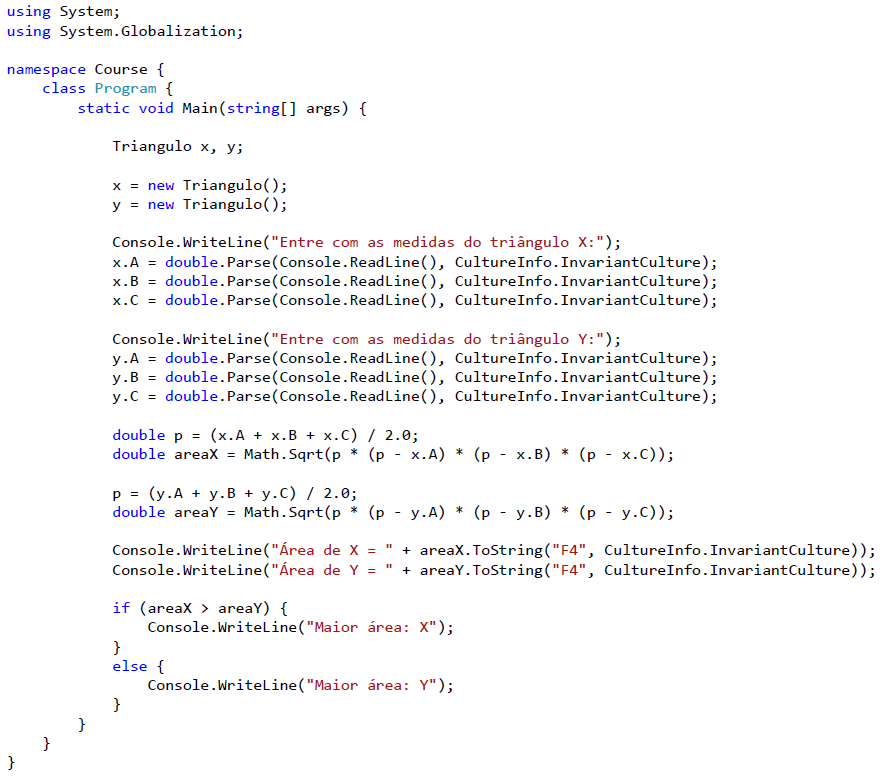 using System;
using System.Globalization;

namespace Course {
    class Program {
        static void Main(string[] args) {

            Triangulo x, y;

            x = new Triangulo();
            y = new Triangulo();

            Console.WriteLine("Entre com as medidas do triângulo X:");
            x.A = double.Parse(Console.ReadLine(), CultureInfo.InvariantCulture);
            x.B = double.Parse(Console.ReadLine(), CultureInfo.InvariantCulture);
            x.C = double.Parse(Console.ReadLine(), CultureInfo.InvariantCulture);

            Console.WriteLine("Entre com as medidas do triângulo Y:");
            y.A = double.Parse(Console.ReadLine(), CultureInfo.InvariantCulture);
            y.B = double.Parse(Console.ReadLine(), CultureInfo.InvariantCulture);
            y.C = double.Parse(Console.ReadLine(), CultureInfo.InvariantCulture);

            double p = (x.A + x.B + x.C) / 2.0;
            double areaX = Math.Sqrt(p * (p - x.A) * (p - x.B) * (p - x.C));

            p = (y.A + y.B + y.C) / 2.0;
            double areaY = Math.Sqrt(p * (p - y.A) * (p - y.B) * (p - y.C));

            Console.WriteLine("Área de X = " + areaX.ToString("F4", CultureInfo.InvariantCulture));
            Console.WriteLine("Área de Y = " + areaY.ToString("F4", CultureInfo.InvariantCulture));

            if (areaX > areaY) {
                Console.WriteLine("Maior área: X");
            }
            else {
                Console.WriteLine("Maior área: Y");
            }
        }
    }
}